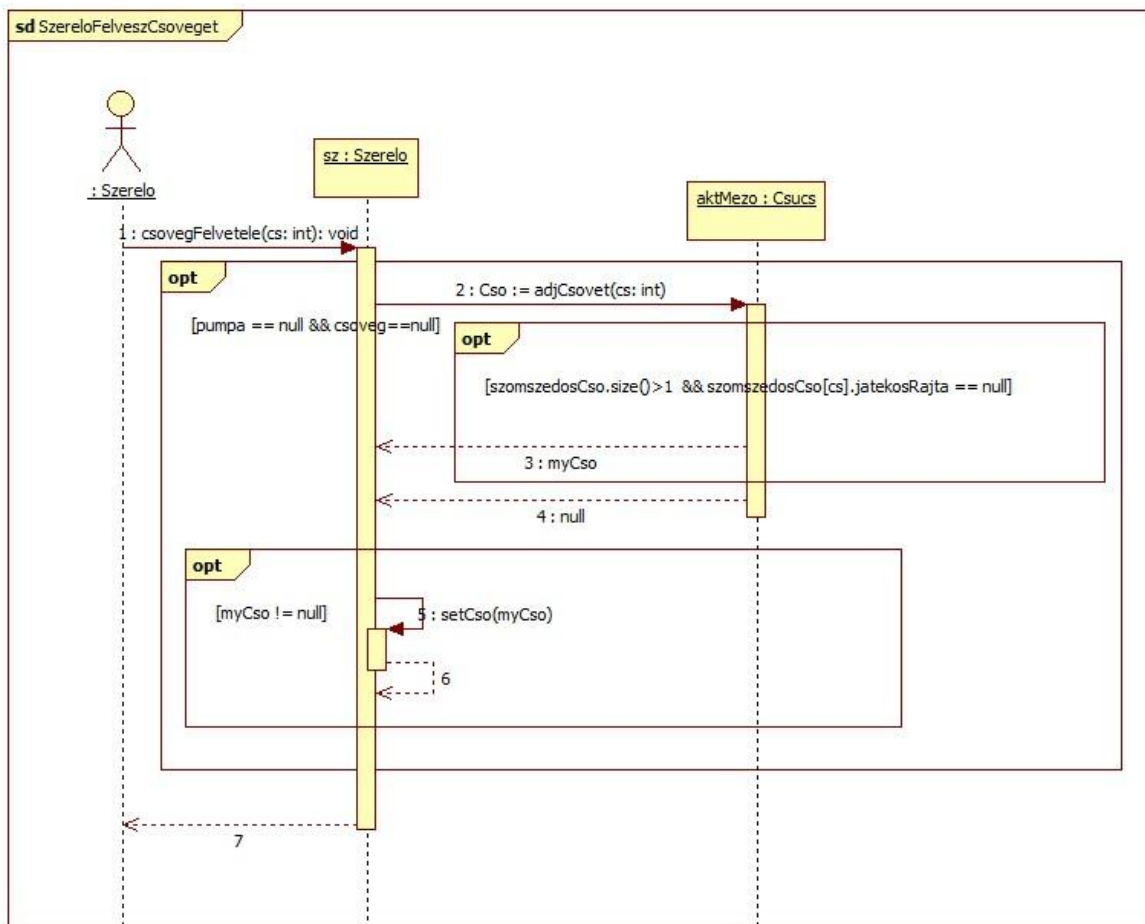 sd SzereloFelveszCsoveget
sz : Szerelo
: Szerelo
aktMezo : Csucs
1 : csovegFelvetele(cs: int): void
opt
2 : Cso := adjCsovet(cs: int)
[pumpa == null && csoveg==null]
opt
[szomszedosCso.size()>1 && szomszedosCso[cs].jatekosRajta == null]
3 : myCso
4 : null
opt
[myCso != null]
5 : setCso(myCso)
6
7